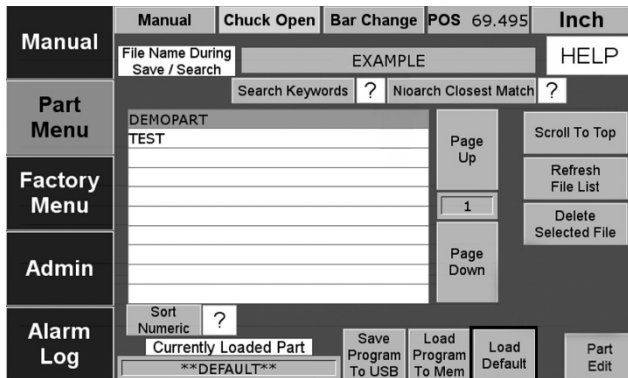 Manual
Chuck Open
Bar Change
POS 69.495
Inch
Manual
File Name During
Save / Search
EXAMPLE
HELP
Search Keywords
?
Nioarch Closest Match
?
Part
Menu
DEMOPART
TEST
Page
Up
Scroll To Top
Refresh
File List
Factory
Menu
1
Delete
Selected File
Page
Down
Admin
Sort
Numeric
?
Alarm
Log
Currently Loaded Part
**DEFAULT**
Save
Program
To USB
Load
Program
To Mem
Load
Default
Part
Edit